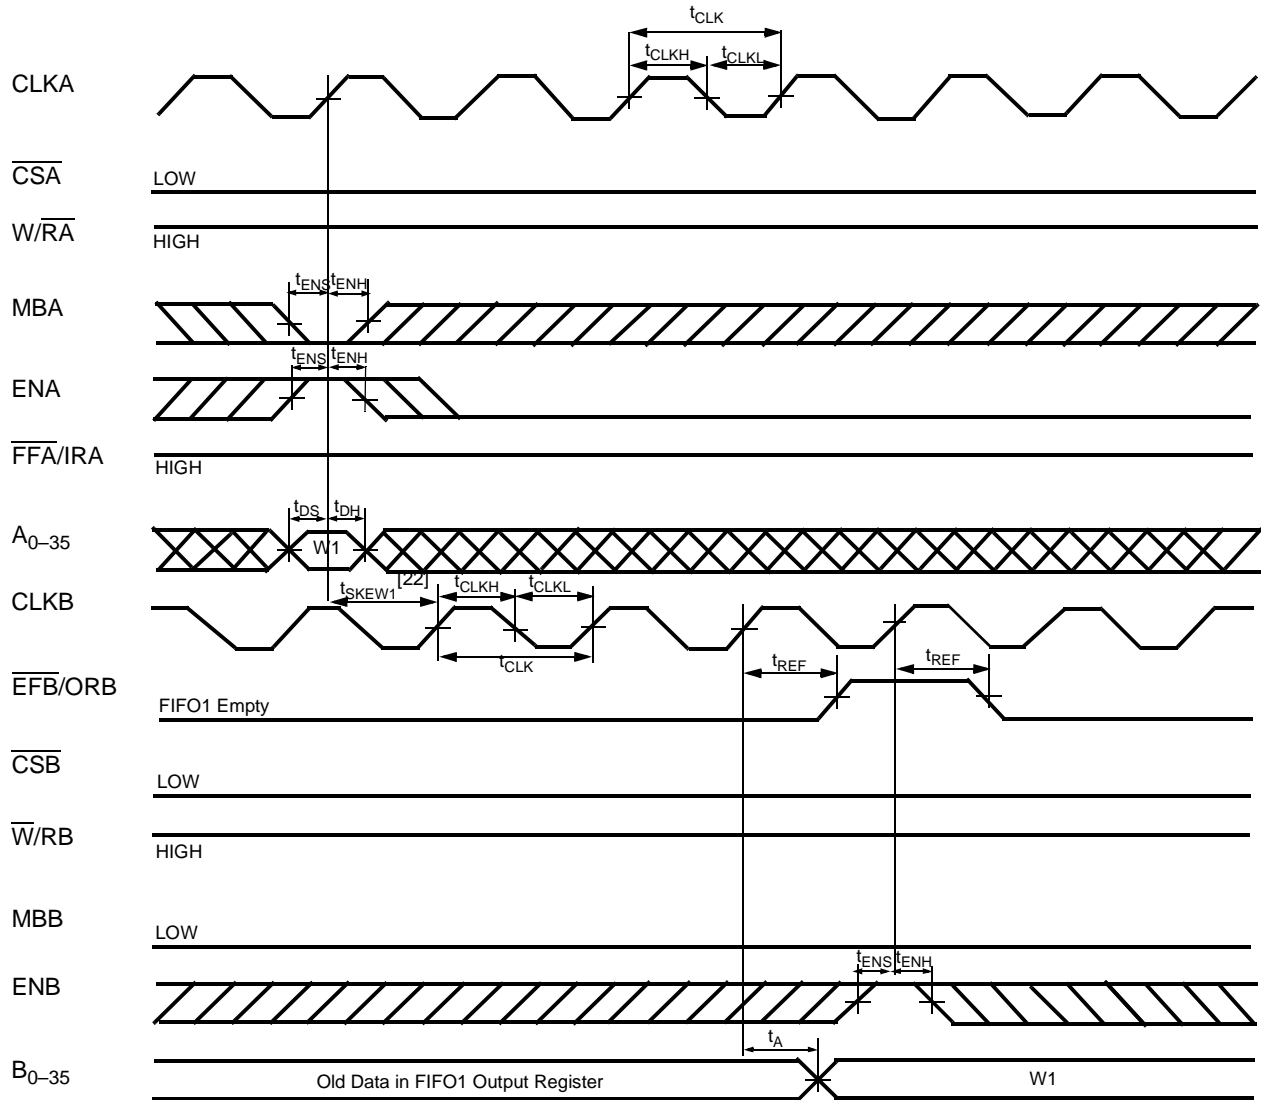 tCLK
tCLKH tCLKL
CLKA
CSA LOW
W/RA HIGH
tENS tENH
MBA
tENS tENH
ENA
FFA/IRA HIGH
tDS tDH
A0–35 W1
tSKEW1[22] tCLKH tCLKL
CLKB
tCLK
tREF tREF
EFB/ORB FIFO1 Empty
CSB LOW
W/RB HIGH
MBB LOW
tENS tENH
ENB
tA
B0–35 Old Data in FIFO1 Output Register W1